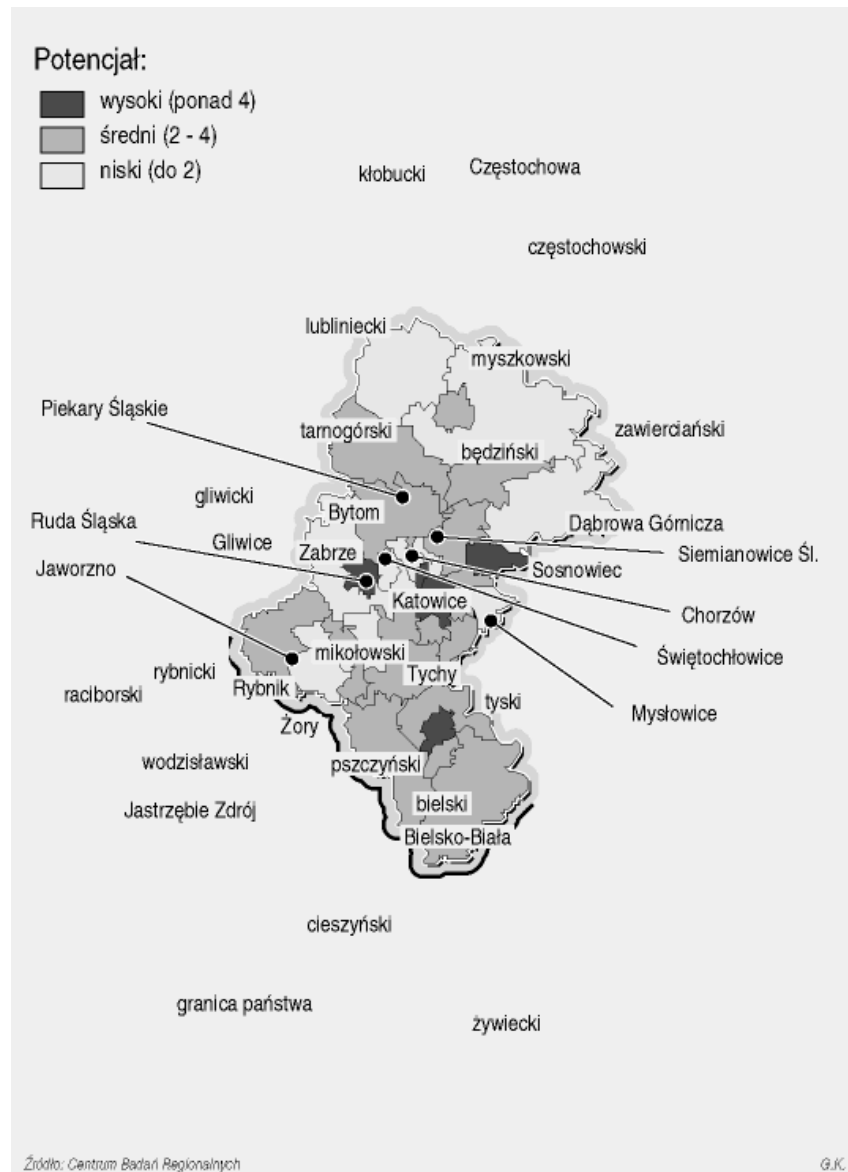 Potencjał:
wysoki (ponad 4)
średni (2 - 4)
niski (do 2)
kłobucki
Częstochowa
częstochowski
lubliniecki
myszkowski
Piekary Śląskie
tarnogórski
zawierciański
będziński
gliwicki
Bytom
Ruda Śląska
Dąbrowa Górnicza
Gliwice
Zabrze
Siemianowice Śl.
Jaworzno
Sosnowiec
Katowice
Chorzów
mikołowski
Świętochłowice
rybnicki
Tychy
raciborski
Rybnik
tyski
Mysłowice
Żory
wodzisławski
pszczyński
Jastrzębie Zdrój
bielski
Bielsko-Biała
cieszyński
granica państwa
żywiecki
Źródło: Centrum Badań Regionalnych
G.K.